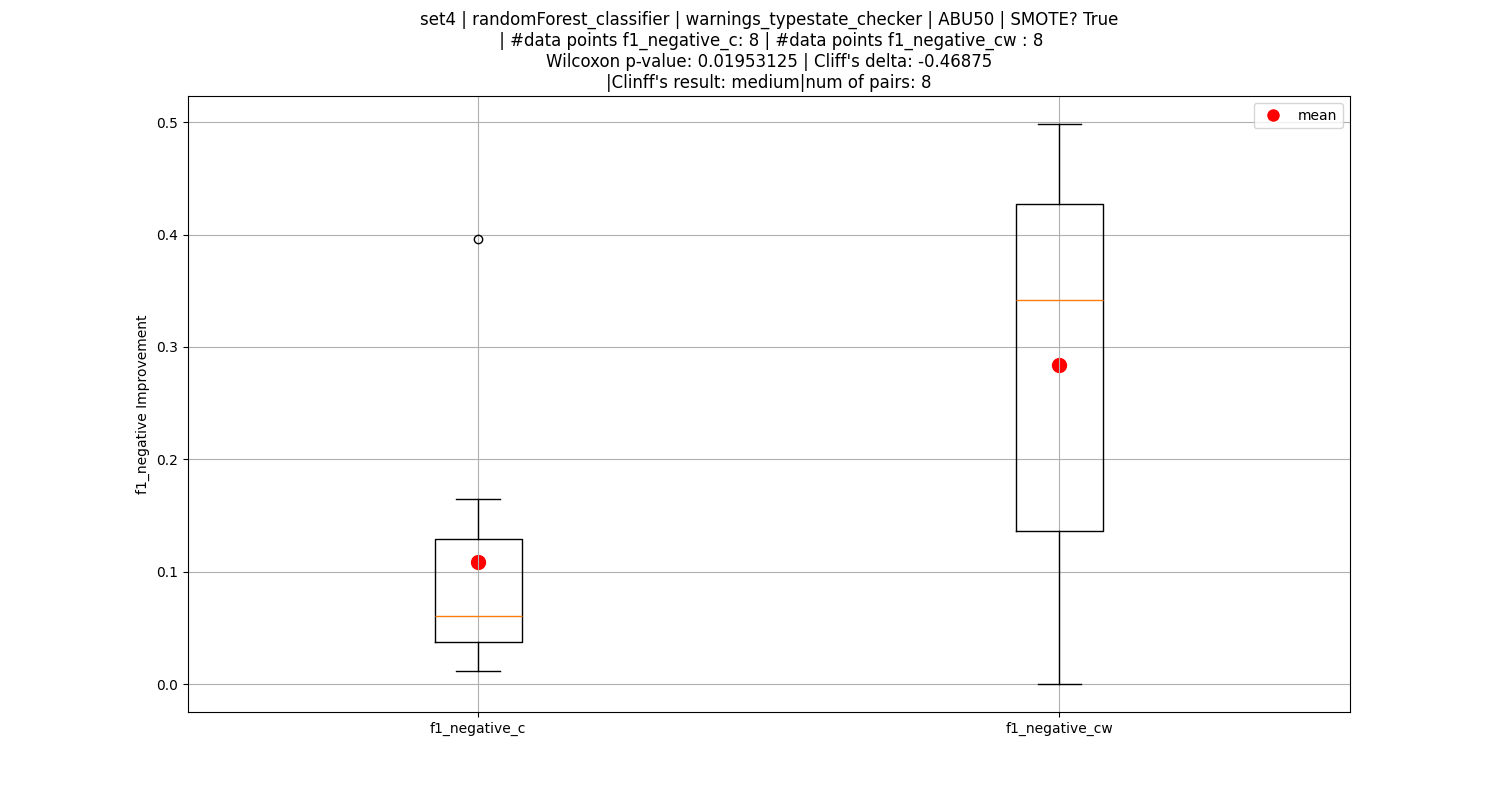 set4 | randomForest_classifier | warnings_typestate_checker | ABU50 | SMOTE? True
| #data points f1_negative_c: 8 | #data points f1_negative_cw : 8
Wilcoxon p-value: 0.01953125 | Cliff's delta: -0.46875
|Clinff's result: medium|num of pairs: 8
mean
0.5
0.4
0.3
0.2
0.1
0.0
f1_negative Improvement
f1_negative_c
f1_negative_cw